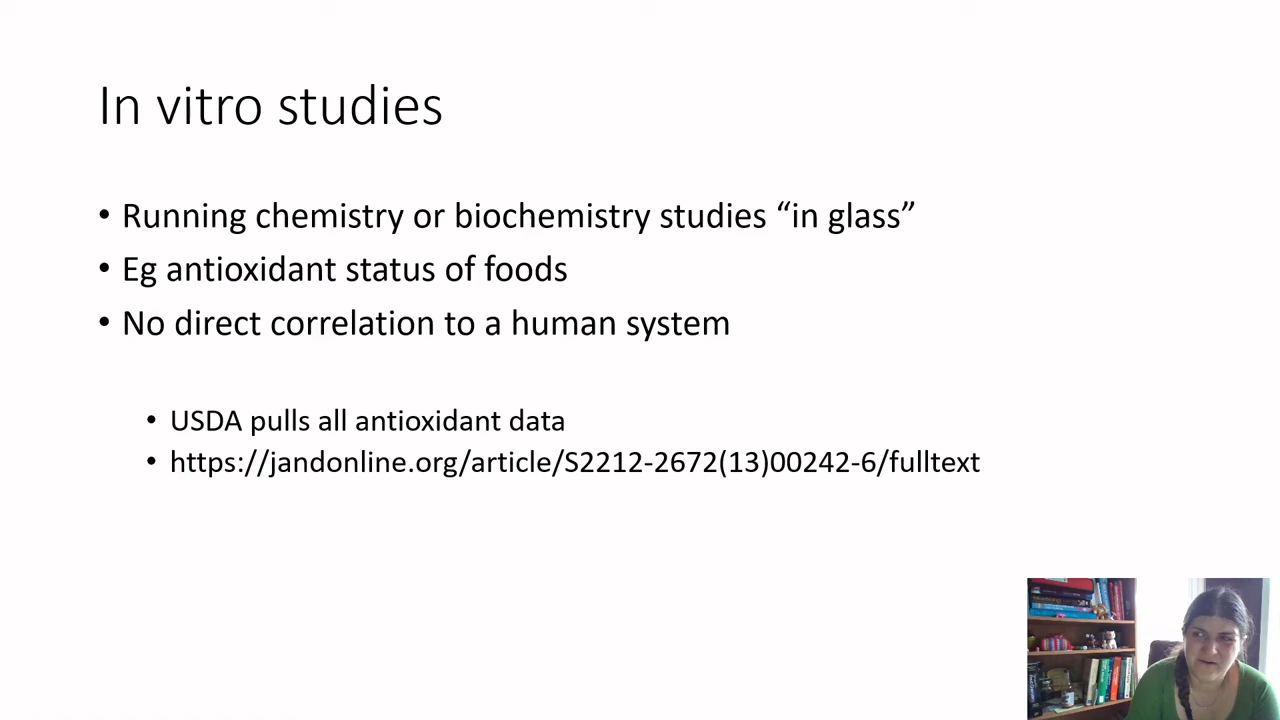 In vitro studies
• Running chemistry or biochemistry studies “in glass”
• Eg antioxidant status of foods
• No direct correlation to a human system
• USDA pulls all antioxidant data
• https://jandonline.org/article/S2212-2672(13)00242-6/fulltext